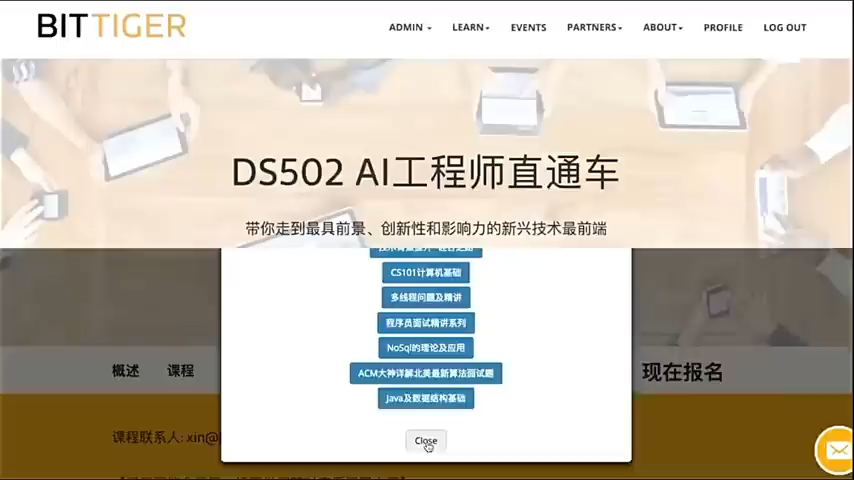 BITTIGER
ADMIN
LEARN
EVENTS
PARTNERS
ABOUT
PROFILE
LOG OUT
DS502 AI工程师直通车
带你走到最具前景、创新性和影响力的新兴技术最前端
CS101计算机基础
多线程问题及精讲
程序员面试精讲系列
NoSql的理论及应用
ACM大神详解北美最新算法面试题
Java及数据结构基础
概述
课程
现在报名
Close
课程联系人: xin@